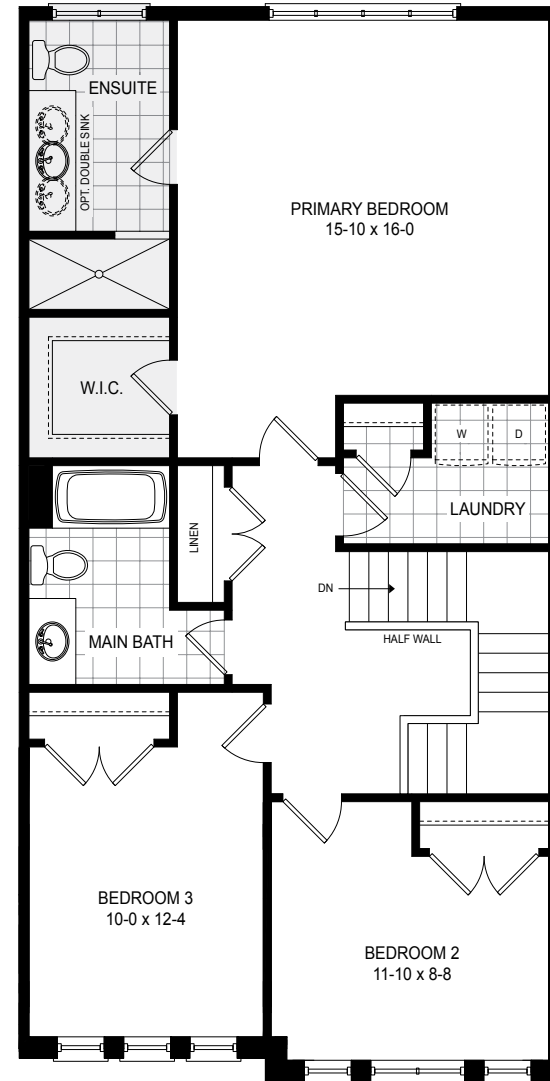 ENSUITE
OPT. DOUBLE SINK
PRIMARY BEDROOM
15-10 x 16-0
W.I.C.
W
D
LAUNDRY
LINEN
DN
HALF WALL
MAIN BATH
BEDROOM 3
10-0 x 12-4
BEDROOM 2
11-10 x 8-8